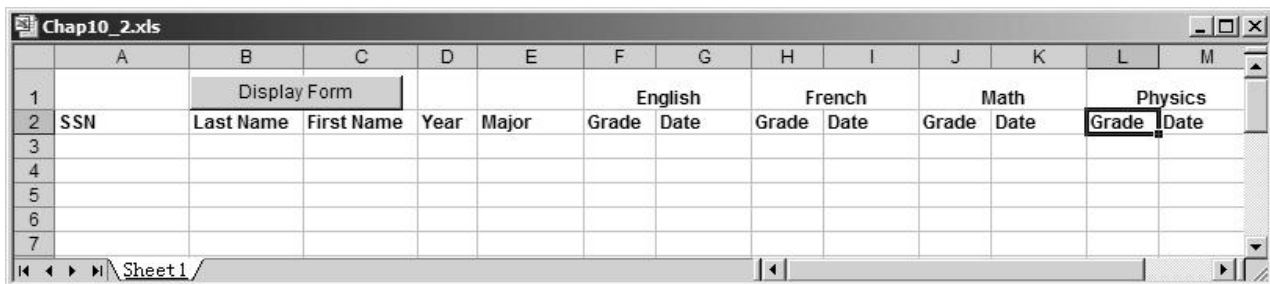 Chap10_2.xls
A B C D E F G H I J K L M
1 Display Form English French Math Physics
2 SSN Last Name First Name Year Major Grade Date Grade Date Grade Date Grade Date
3
4
5
6
7
Sheet1